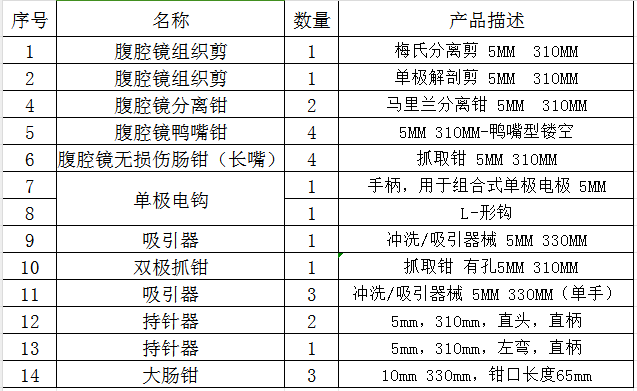 序号 名称 数量 产品描述
1 腹腔镜组织剪 1 梅氏分离剪 5MM 310MM
2 腹腔镜组织剪 1 单极解剖剪 5MM 310MM
4 腹腔镜分离钳 2 马里兰分离钳 5MM 310MM
5 腹腔镜鸭嘴钳 4 5MM 310MM-鸭嘴型镂空
6 腹腔镜无损伤肠钳（长嘴） 4 抓取钳 5MM 310MM
7 单极电钩 1 手柄，用于组合式单极电极 5MM
8 1 L-形钩
9 吸引器 1 冲洗/吸引器械 5MM 330MM
10 双极抓钳 1 抓取钳 有孔5MM 310MM
11 吸引器 3 冲洗/吸引器械 5MM 330MM（单手）
12 持针器 2 5mm，310mm，直头，直柄
13 持针器 1 5mm，310mm，左弯，直柄
14 大肠钳 3 10mm 330mm，钳口长度65mm